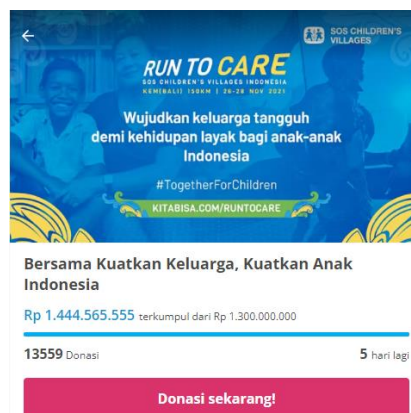 SOS CHILDREN'S
VILLAGES
RUN TO CARE
SOS CHILDREN'S VILLAGES INDONESIA
KEM(BALI) 150KM | 26-28 NOV 2021
Wujudkan keluarga tangguh
demi kehidupan layak bagi anak-anak
Indonesia
#TogetherForChildren
KITABISA.COM/RUNTOCARE
Bersama Kuatkan Keluarga, Kuatkan Anak
Indonesia
Rp 1.444.565.555 terkumpul dari Rp 1.300.000.000
13559 Donasi 5 hari lagi
Donasi sekarang!